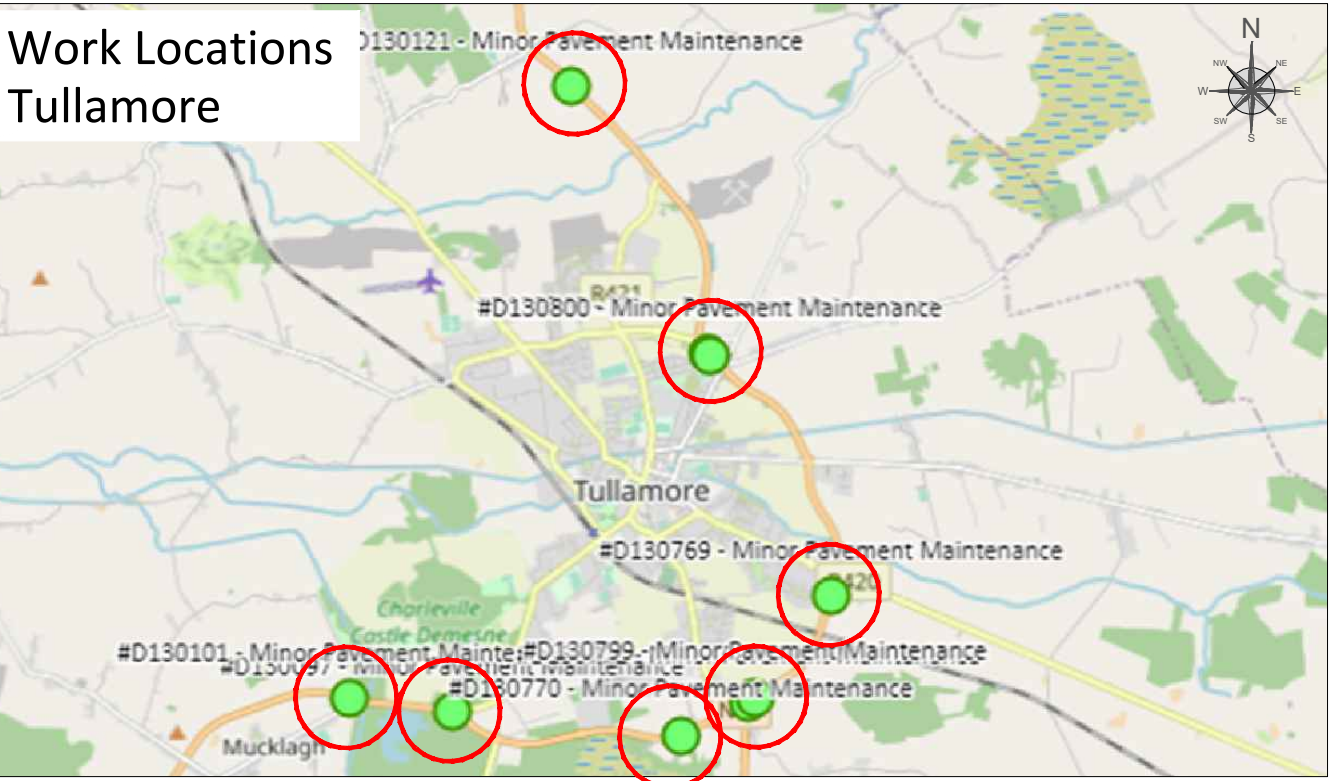 Work Locations
Tullamore
D130121 - Minor Pavement Maintenance
N
NW
NE
W
E
SW
SE
S
R421
#D130800 - Minor Pavement Maintenance
Tullamore
#D130769 - Minor Pavement Maintenance
R420
Charleville
Castle Demesne
#D130101 - Minor Pavement Mainte
#D130799 - Minor Pavement Maintenance
Minor Pavement Maintenance
#D130770 - Minor Pavement Maintenance
N
Mucklagh